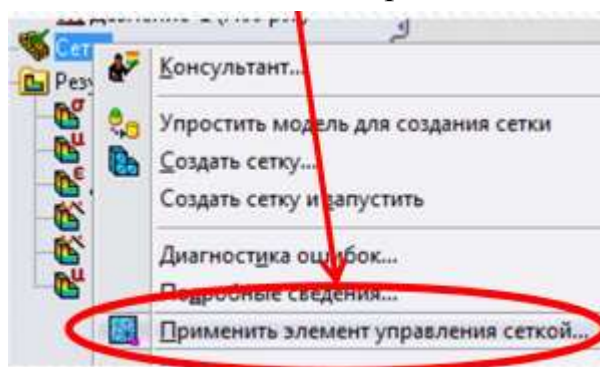 Сет
Консультант...
Рез
Упростить модель для создания сетки
Создать сетку...
Создать сетку и запустить
Диагностика ошибок...
Подробные сведения...
Применить элемент управления сеткой...